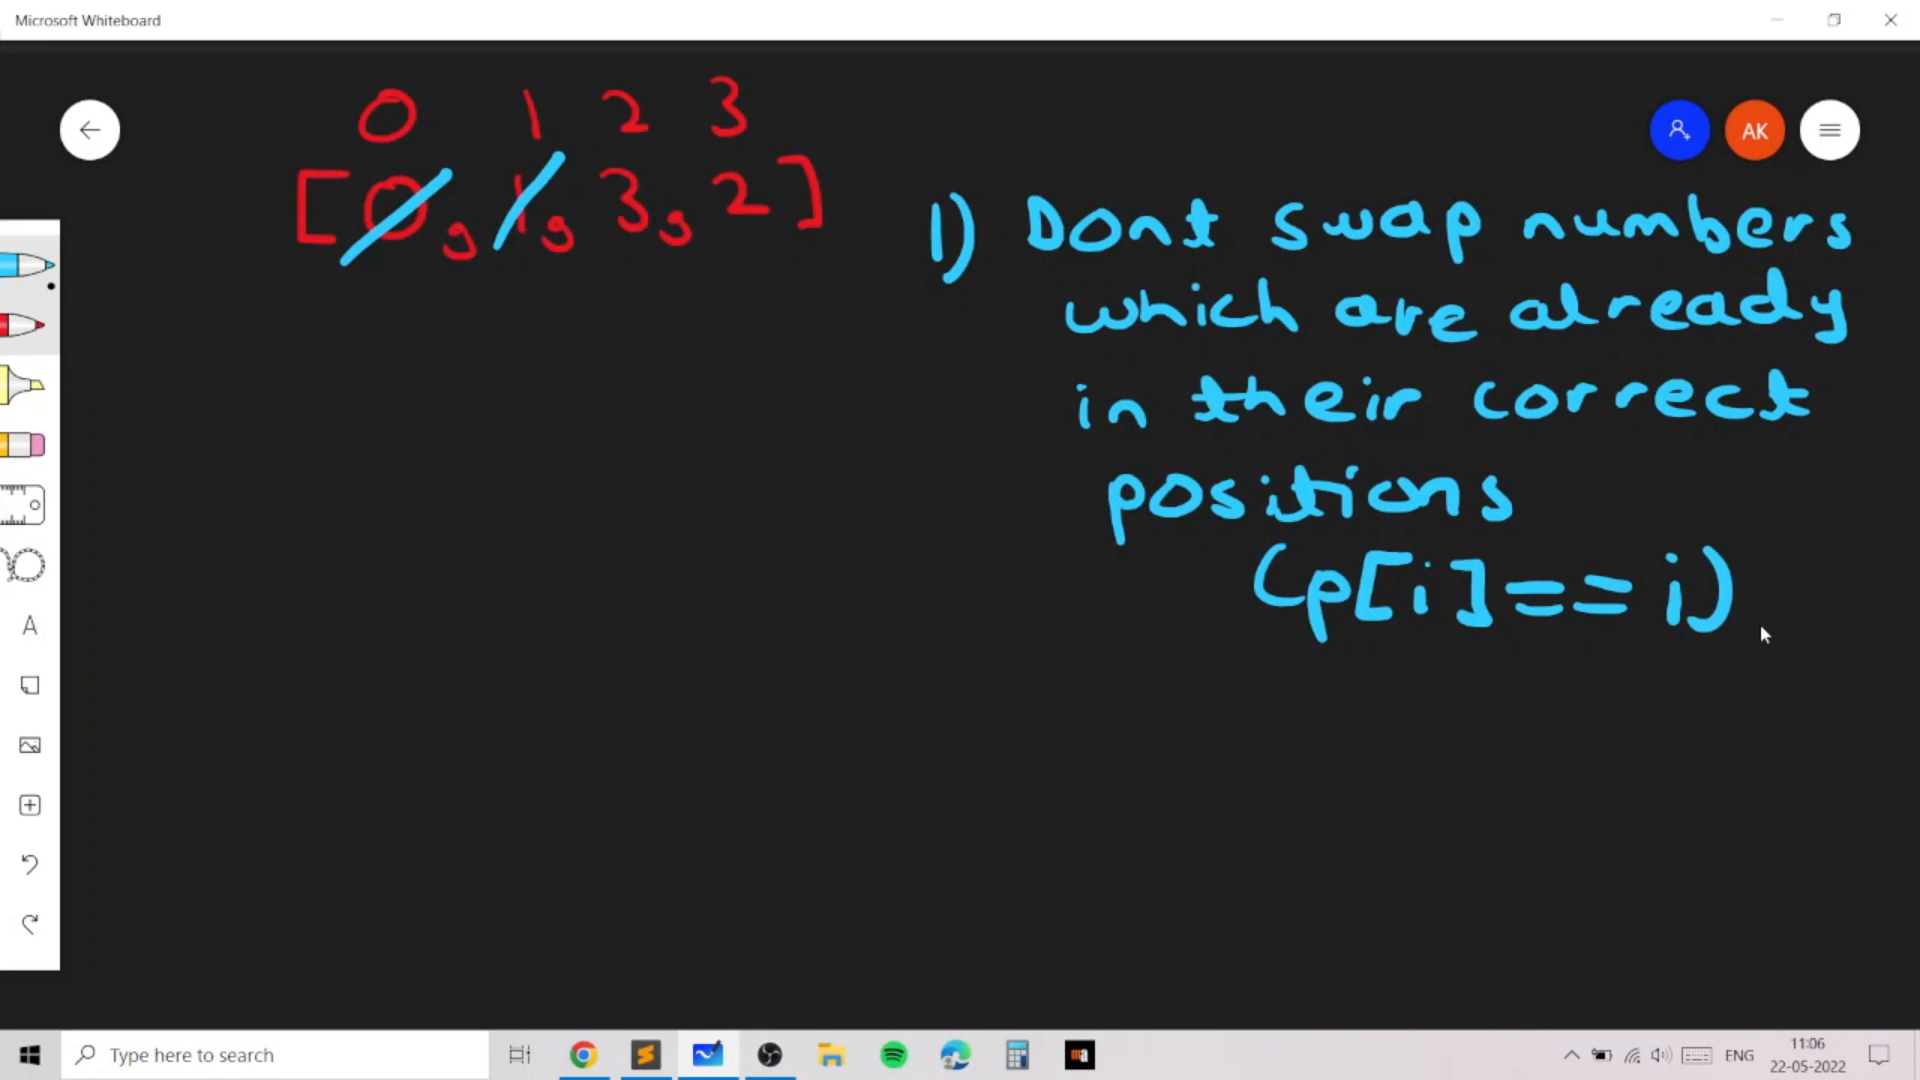 Microsoft Whiteboard
0 1 2 3
[0, 1, 3, 2]
AK
1) Dont swap numbers
which are already
in their correct
positions
(p[i]==i)
A
Type here to search
ma
ENG
11:06
22-05-2022